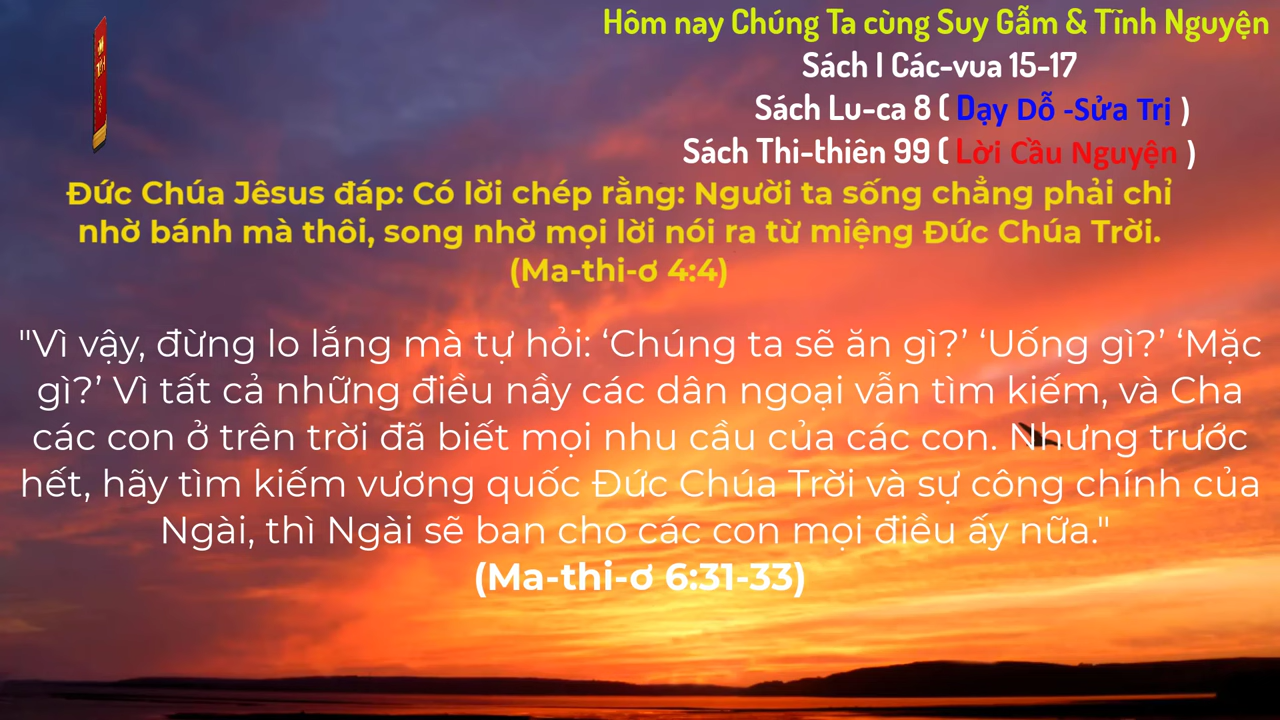 Hôm nay Chúng Ta cùng Suy Gẫm & Tĩnh Nguyện
Sách I Các-vua 15-17
Sách Lu-ca 8 ( Dạy Dỗ -Sửa Trị )
Sách Thi-thiên 99 ( Lời Cầu Nguyện )
Đức Chúa Jêsus đáp: Có lời chép rằng: Người ta sống chẳng phải chỉ
nhờ bánh mà thôi, song nhờ mọi lời nói ra từ miệng Đức Chúa Trời.
(Ma-thi-ơ 4:4)
"Vì vậy, đừng lo lắng mà tự hỏi: ‘Chúng ta sẽ ăn gì?’ ‘Uống gì?’ ‘Mặc
gì?’ Vì tất cả những điều nầy các dân ngoại vẫn tìm kiếm, và Cha
các con ở trên trời đã biết mọi nhu cầu của các con. Nhưng trước
hết, hãy tìm kiếm vương quốc Đức Chúa Trời và sự công chính của
Ngài, thì Ngài sẽ ban cho các con mọi điều ấy nữa."
(Ma-thi-ơ 6:31-33)